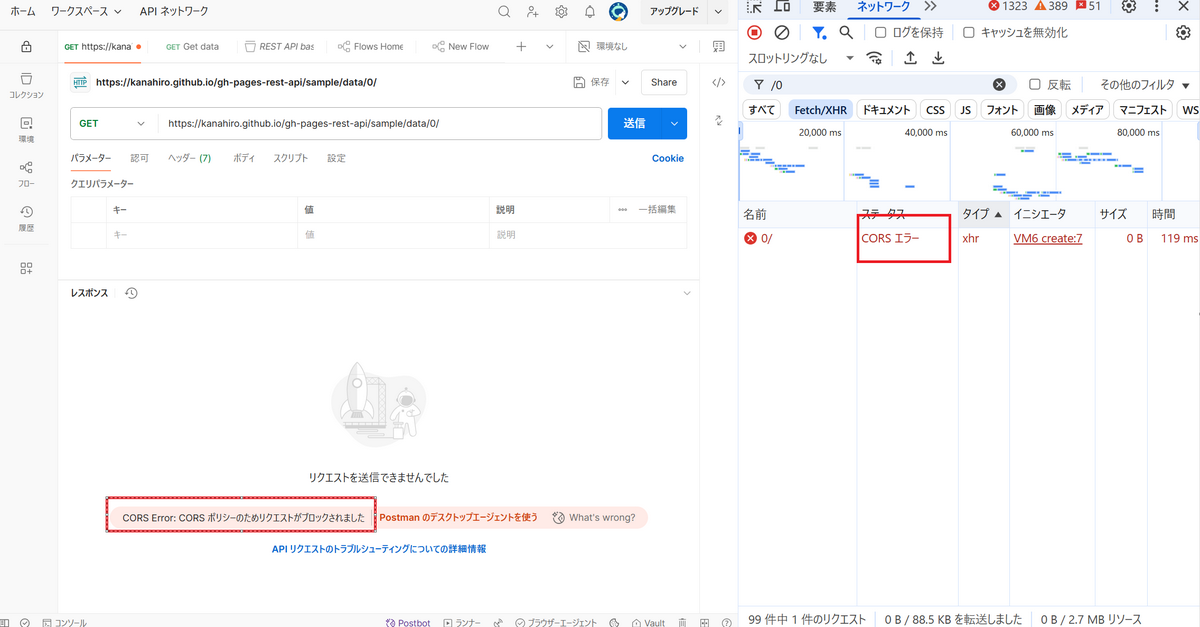 ホーム ワークスペース API ネットワーク アップグレード
GET https://kana GET Get data REST API bas Flows Home New Flow 環境なし
コレクション
環境
フロー
履歴
HTTP https://kanahiro.github.io/gh-pages-rest-api/sample/data/0/ 保存 Share
GET https://kanahiro.github.io/gh-pages-rest-api/sample/data/0/ 送信
パラメーター 認可 ヘッダー (7) ボディ スクリプト 設定 Cookie
クエリパラメーター
キー 値 説明 一括編集
キー 値 説明
レスポンス
リクエストを送信できませんでした
CORS Error: CORS ポリシーのためリクエストがブロックされました Postman のデスクトップエージェントを使う What's wrong?
API リクエストのトラブルシューティングについての詳細情報
コンソール Postbot ランナー ブラウザーエージェント Vault
要素 ネットワーク 1323 389 51
ログを保持 キャッシュを無効化
スロットリングなし
/0 反転 その他のフィルタ
すべて Fetch/XHR ドキュメント CSS JS フォント 画像 メディア マニフェスト WS
20,000 ms 40,000 ms 60,000 ms 80,000 ms
名前 ステータス タイプ イニシエータ サイズ 時間
0/ CORS エラー xhr VM6 create:7 0 B 119 ms
99 件中 1 件のリクエスト 0 B / 88.5 KB を転送しました 0 B / 2.7 MB リソース